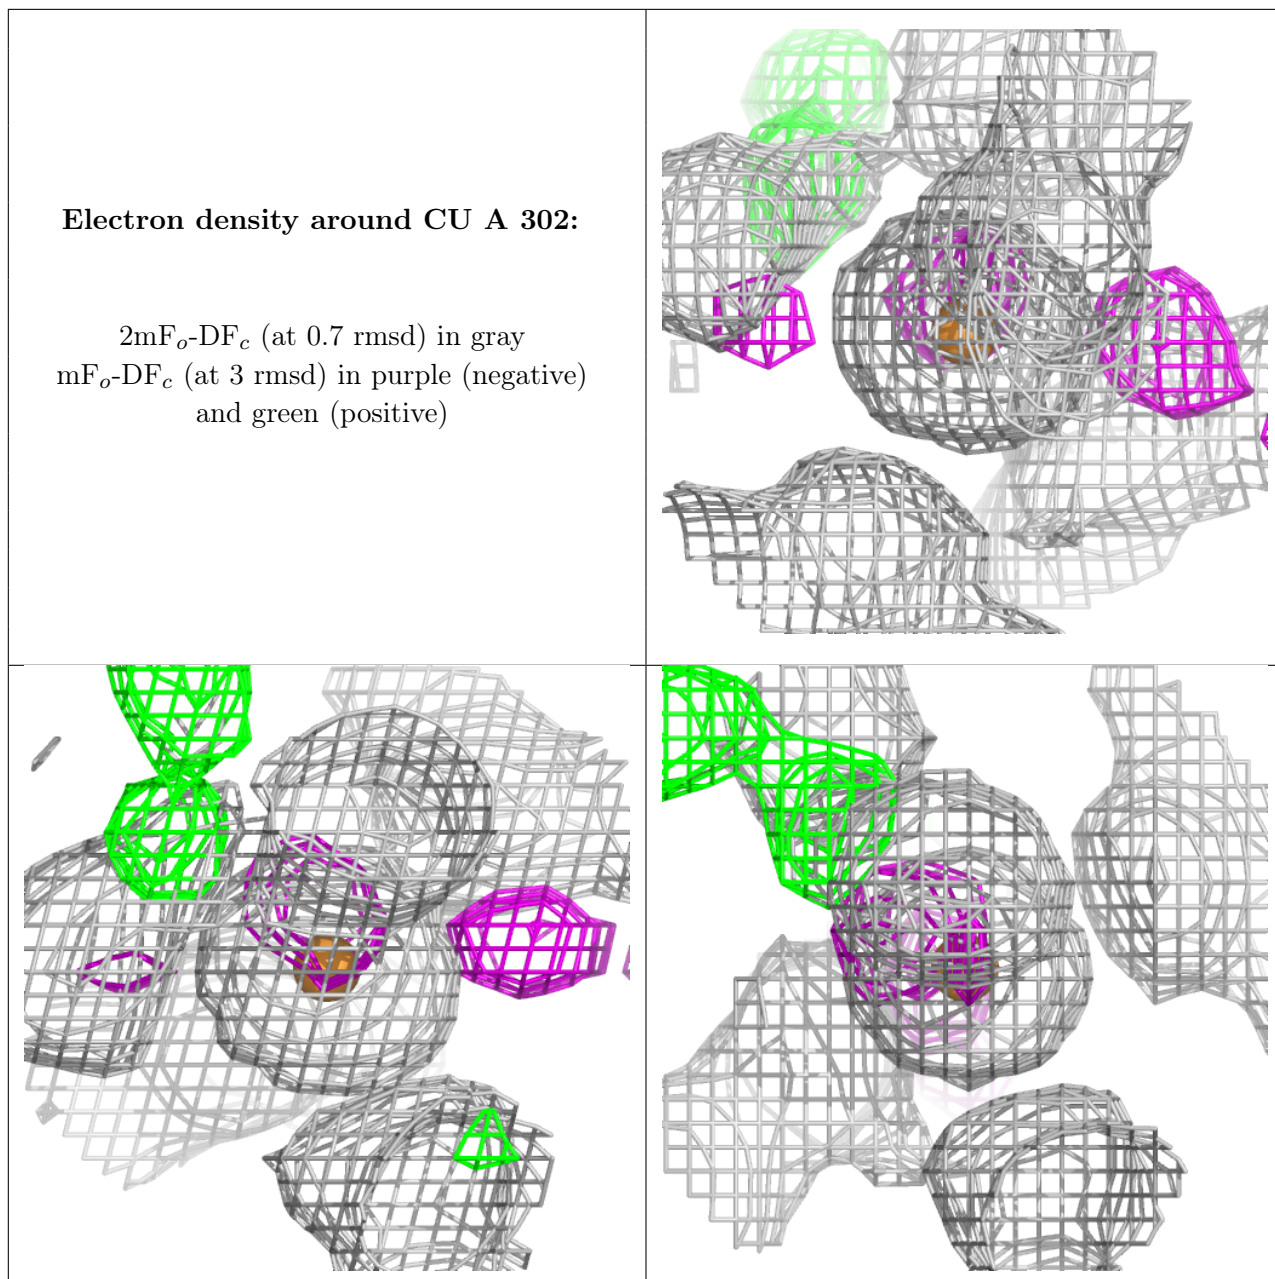 Electron density around CU A 302:
2mFo-DFc (at 0.7 rmsd) in gray
mFo-DFc (at 3 rmsd) in purple (negative)
and green (positive)